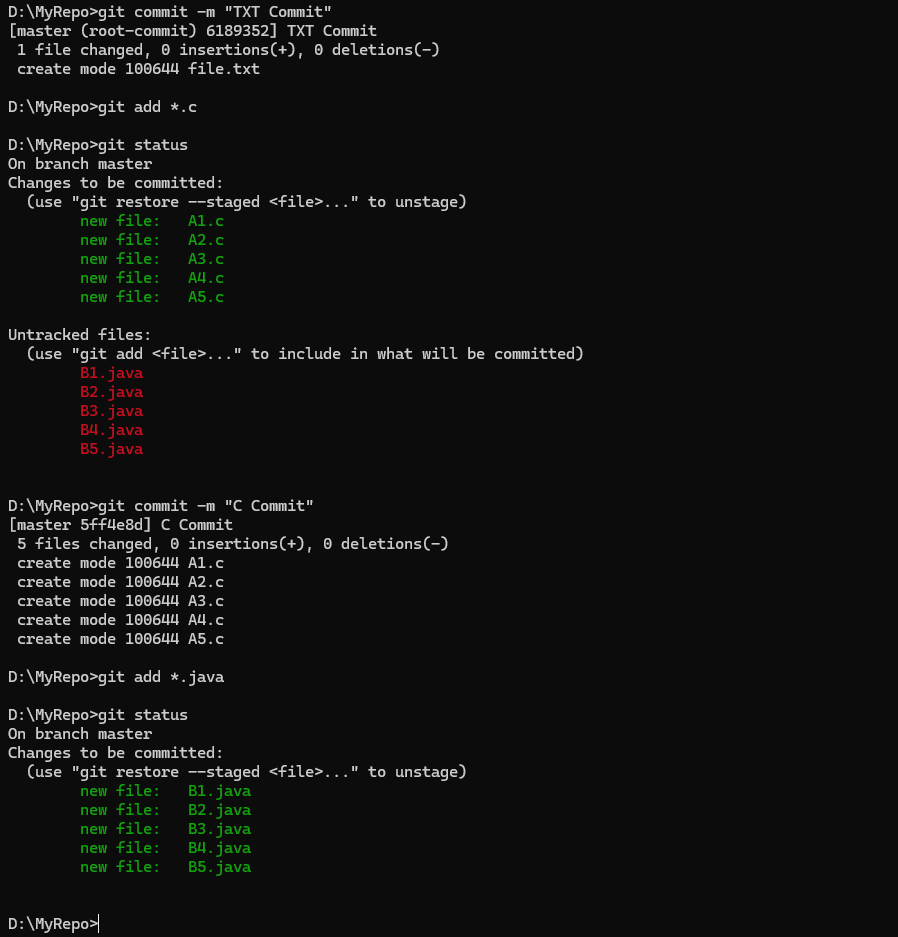 D:\MyRepo>git commit -m "TXT Commit"
[master (root-commit) 6189352] TXT Commit
 1 file changed, 0 insertions(+), 0 deletions(-)
 create mode 100644 file.txt

D:\MyRepo>git add *.c

D:\MyRepo>git status
On branch master
Changes to be committed:
  (use "git restore --staged <file>..." to unstage)
        new file:   A1.c
        new file:   A2.c
        new file:   A3.c
        new file:   A4.c
        new file:   A5.c

Untracked files:
  (use "git add <file>..." to include in what will be committed)
        B1.java
        B2.java
        B3.java
        B4.java
        B5.java

D:\MyRepo>git commit -m "C Commit"
[master 5ff4e8d] C Commit
 5 files changed, 0 insertions(+), 0 deletions(-)
 create mode 100644 A1.c
 create mode 100644 A2.c
 create mode 100644 A3.c
 create mode 100644 A4.c
 create mode 100644 A5.c

D:\MyRepo>git add *.java

D:\MyRepo>git status
On branch master
Changes to be committed:
  (use "git restore --staged <file>..." to unstage)
        new file:   B1.java
        new file:   B2.java
        new file:   B3.java
        new file:   B4.java
        new file:   B5.java

D:\MyRepo>